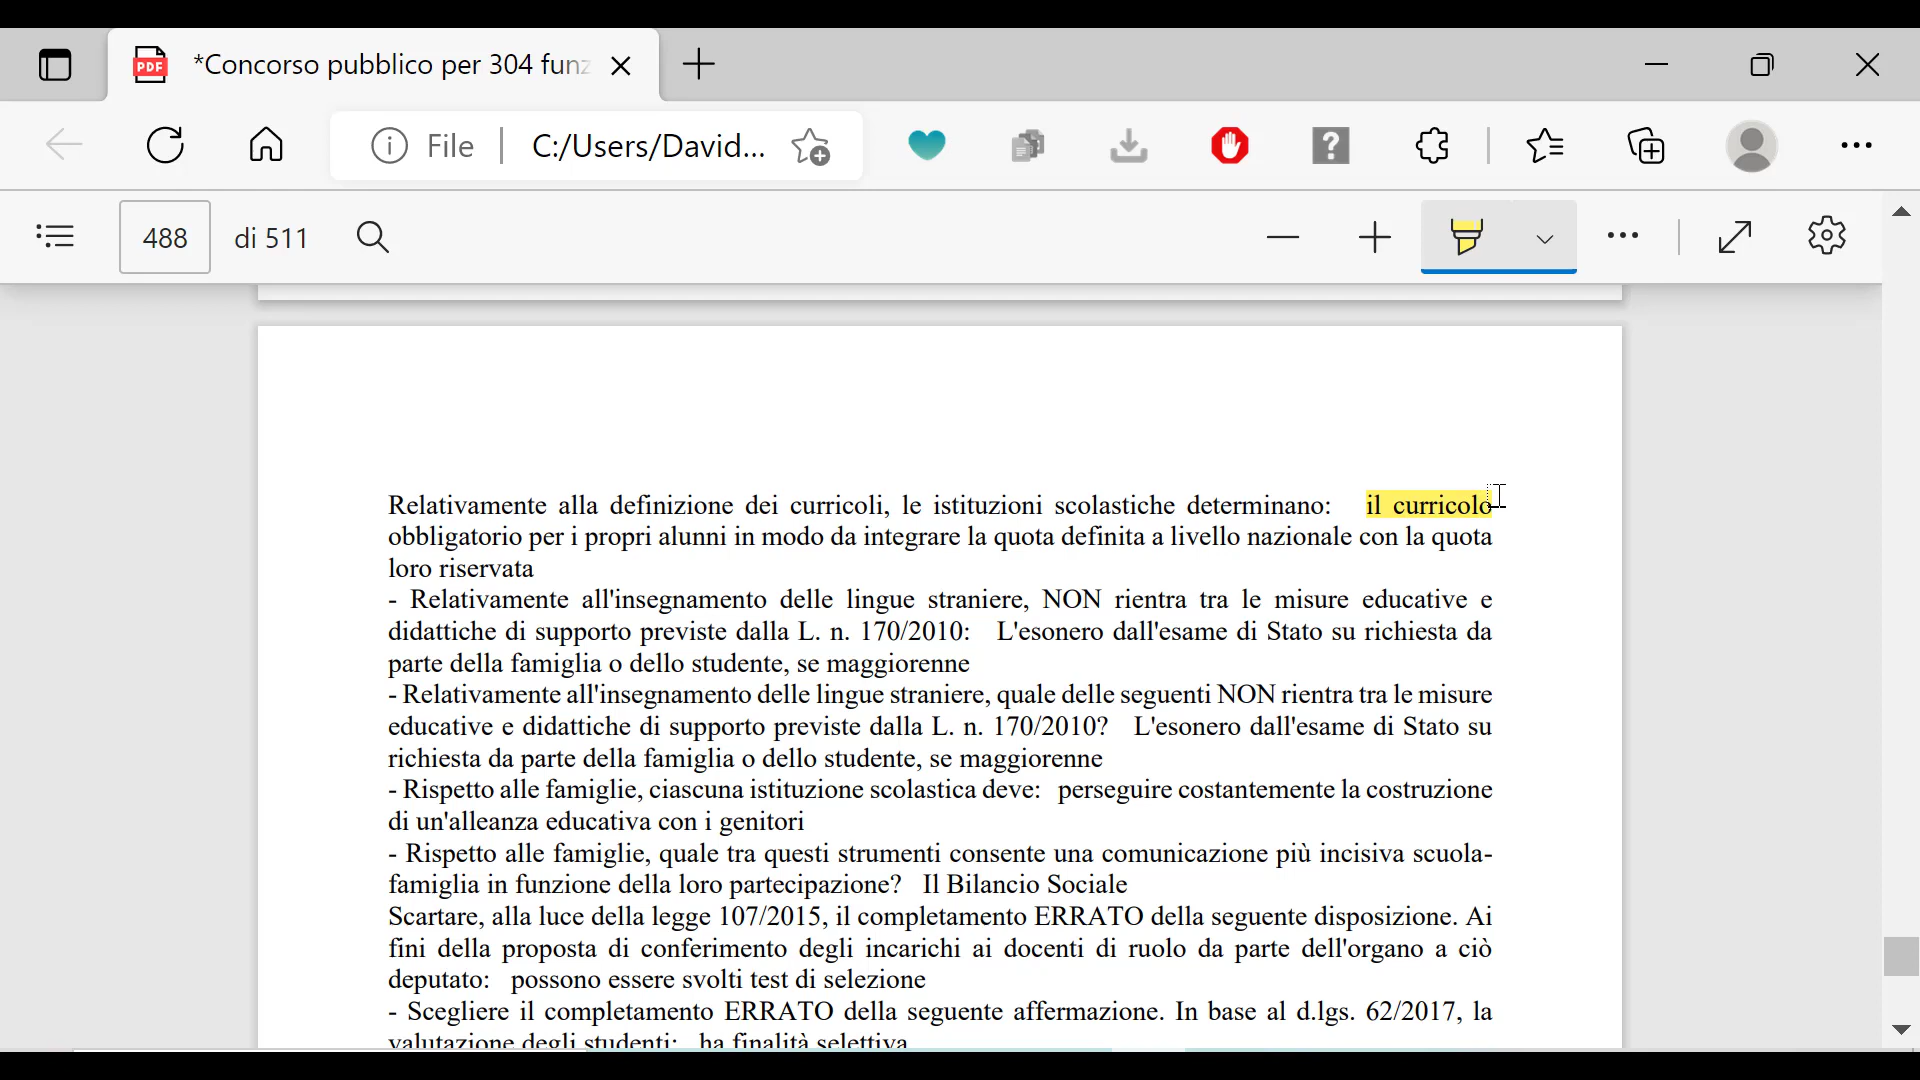 PDF
*Concorso pubblico per 304 funz
File
C:/Users/David...
488
di 511
Relativamente alla definizione dei curricoli, le istituzioni scolastiche determinano: il curricolo
obbligatorio per i propri alunni in modo da integrare la quota definita a livello nazionale con la quota
loro riservata
- Relativamente all'insegnamento delle lingue straniere, NON rientra tra le misure educative e
didattiche di supporto previste dalla L. n. 170/2010: L'esonero dall'esame di Stato su richiesta da
parte della famiglia o dello studente, se maggiorenne
- Relativamente all'insegnamento delle lingue straniere, quale delle seguenti NON rientra tra le misure
educative e didattiche di supporto previste dalla L. n. 170/2010? L'esonero dall'esame di Stato su
richiesta da parte della famiglia o dello studente, se maggiorenne
- Rispetto alle famiglie, ciascuna istituzione scolastica deve: perseguire costantemente la costruzione
di un'alleanza educativa con i genitori
- Rispetto alle famiglie, quale tra questi strumenti consente una comunicazione più incisiva scuola-
famiglia in funzione della loro partecipazione? Il Bilancio Sociale
Scartare, alla luce della legge 107/2015, il completamento ERRATO della seguente disposizione. Ai
fini della proposta di conferimento degli incarichi ai docenti di ruolo da parte dell'organo a ciò
deputato: possono essere svolti test di selezione
- Scegliere il completamento ERRATO della seguente affermazione. In base al d.lgs. 62/2017, la
valutazione degli studenti: ha finalità selettiva